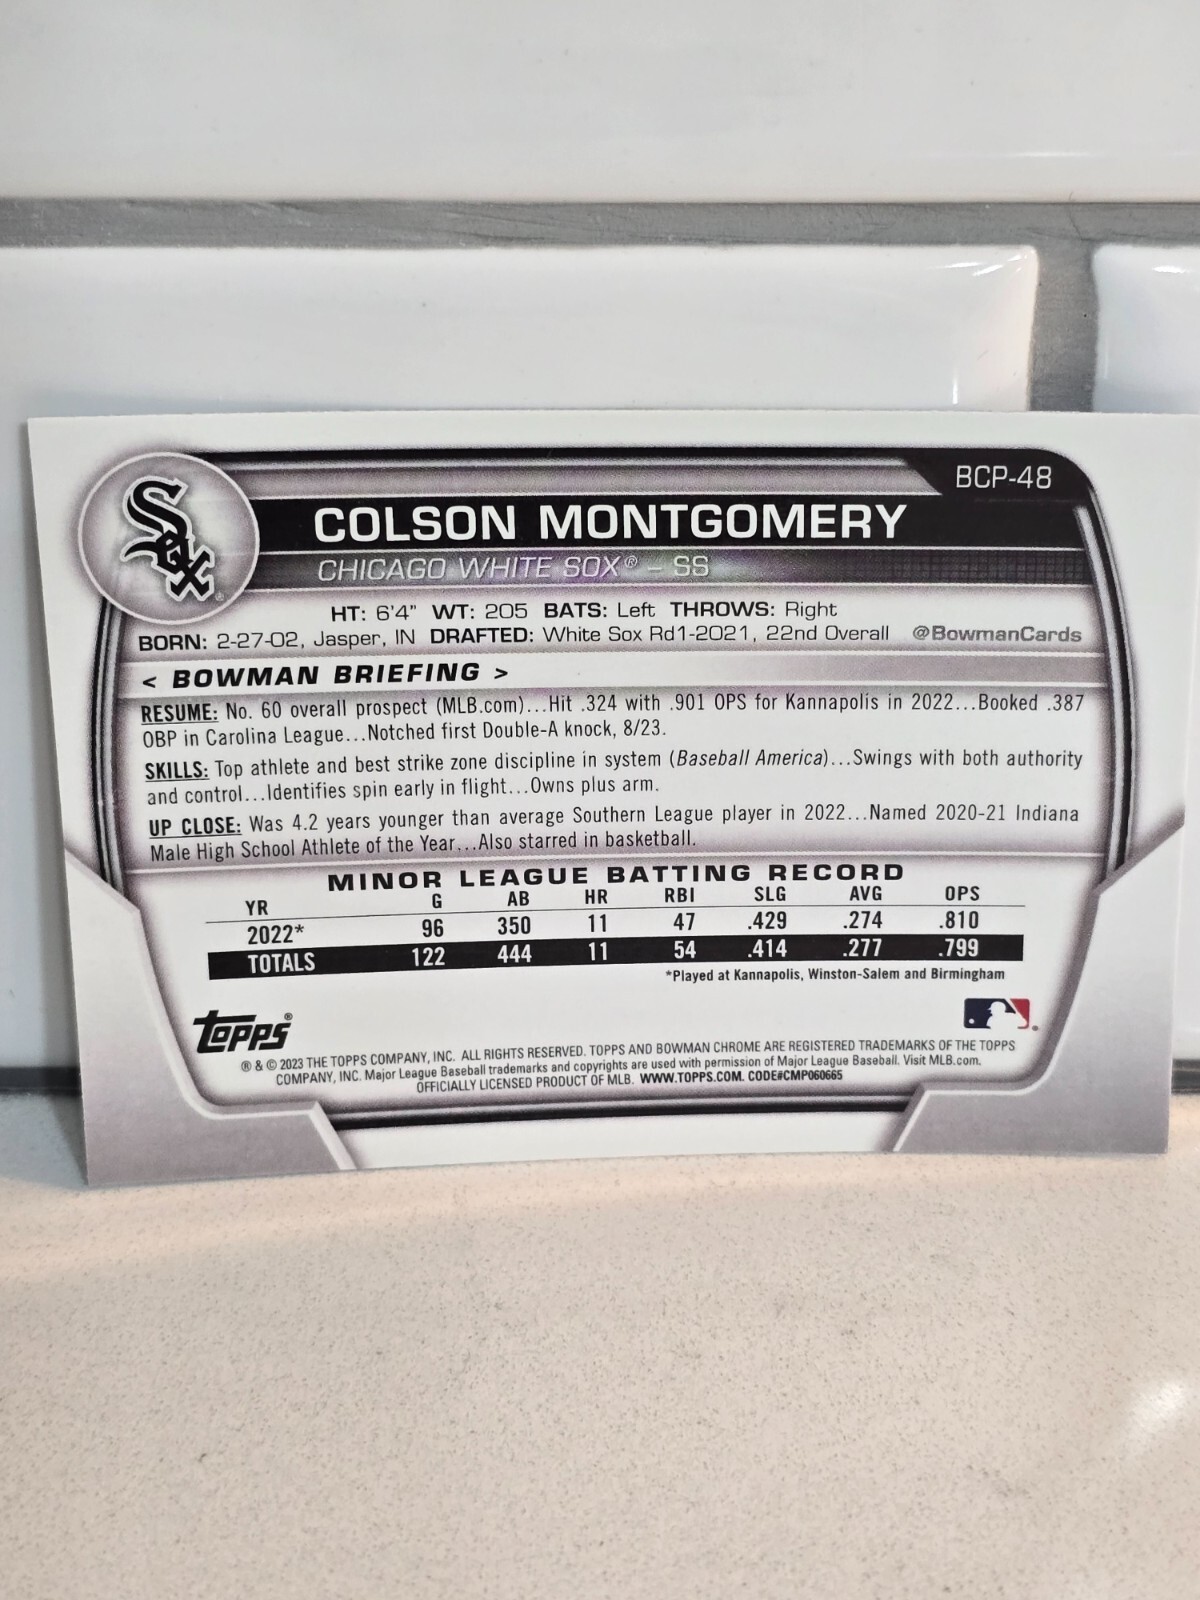 Sox
BCP-48
COLSON MONTGOMERY
CHICAGO WHITE SOX® – SS
HT: 6'4" WT: 205 BATS: Left THROWS: Right
BORN: 2-27-02, Jasper, IN DRAFTED: White Sox Rd1-2021, 22nd Overall @BowmanCards
< BOWMAN BRIEFING >
RESUME: No. 60 overall prospect (MLB.com)...Hit .324 with .901 OPS for Kannapolis in 2022...Booked .387
OBP in Carolina League...Notched first Double-A knock, 8/23.
SKILLS: Top athlete and best strike zone discipline in system (Baseball America)...Swings with both authority
and control...Identifies spin early in flight...Owns plus arm.
UP CLOSE: Was 4.2 years younger than average Southern League player in 2022...Named 2020-21 Indiana
Male High School Athlete of the Year...Also starred in basketball.
MINOR LEAGUE BATTING RECORD
YR G AB HR RBI SLG AVG OPS
2022* 96 350 11 47 .429 .274 .810
TOTALS 122 444 11 54 .414 .277 .799
*Played at Kannapolis, Winston-Salem and Birmingham
Topps®
® & © 2023 THE TOPPS COMPANY, INC. ALL RIGHTS RESERVED. TOPPS AND BOWMAN CHROME ARE REGISTERED TRADEMARKS OF THE TOPPS
COMPANY, INC. Major League Baseball trademarks and copyrights are used with permission of Major League Baseball. Visit MLB.com.
OFFICIALLY LICENSED PRODUCT OF MLB. WWW.TOPPS.COM. CODE#CMP060665